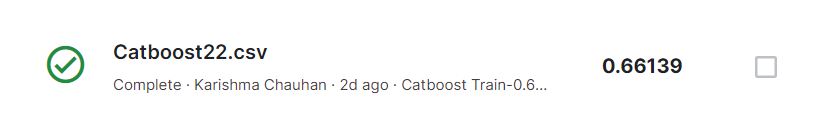 Catboost22.csv
0.66139
Complete · Karishma Chauhan · 2d ago · Catboost Train-0.6...